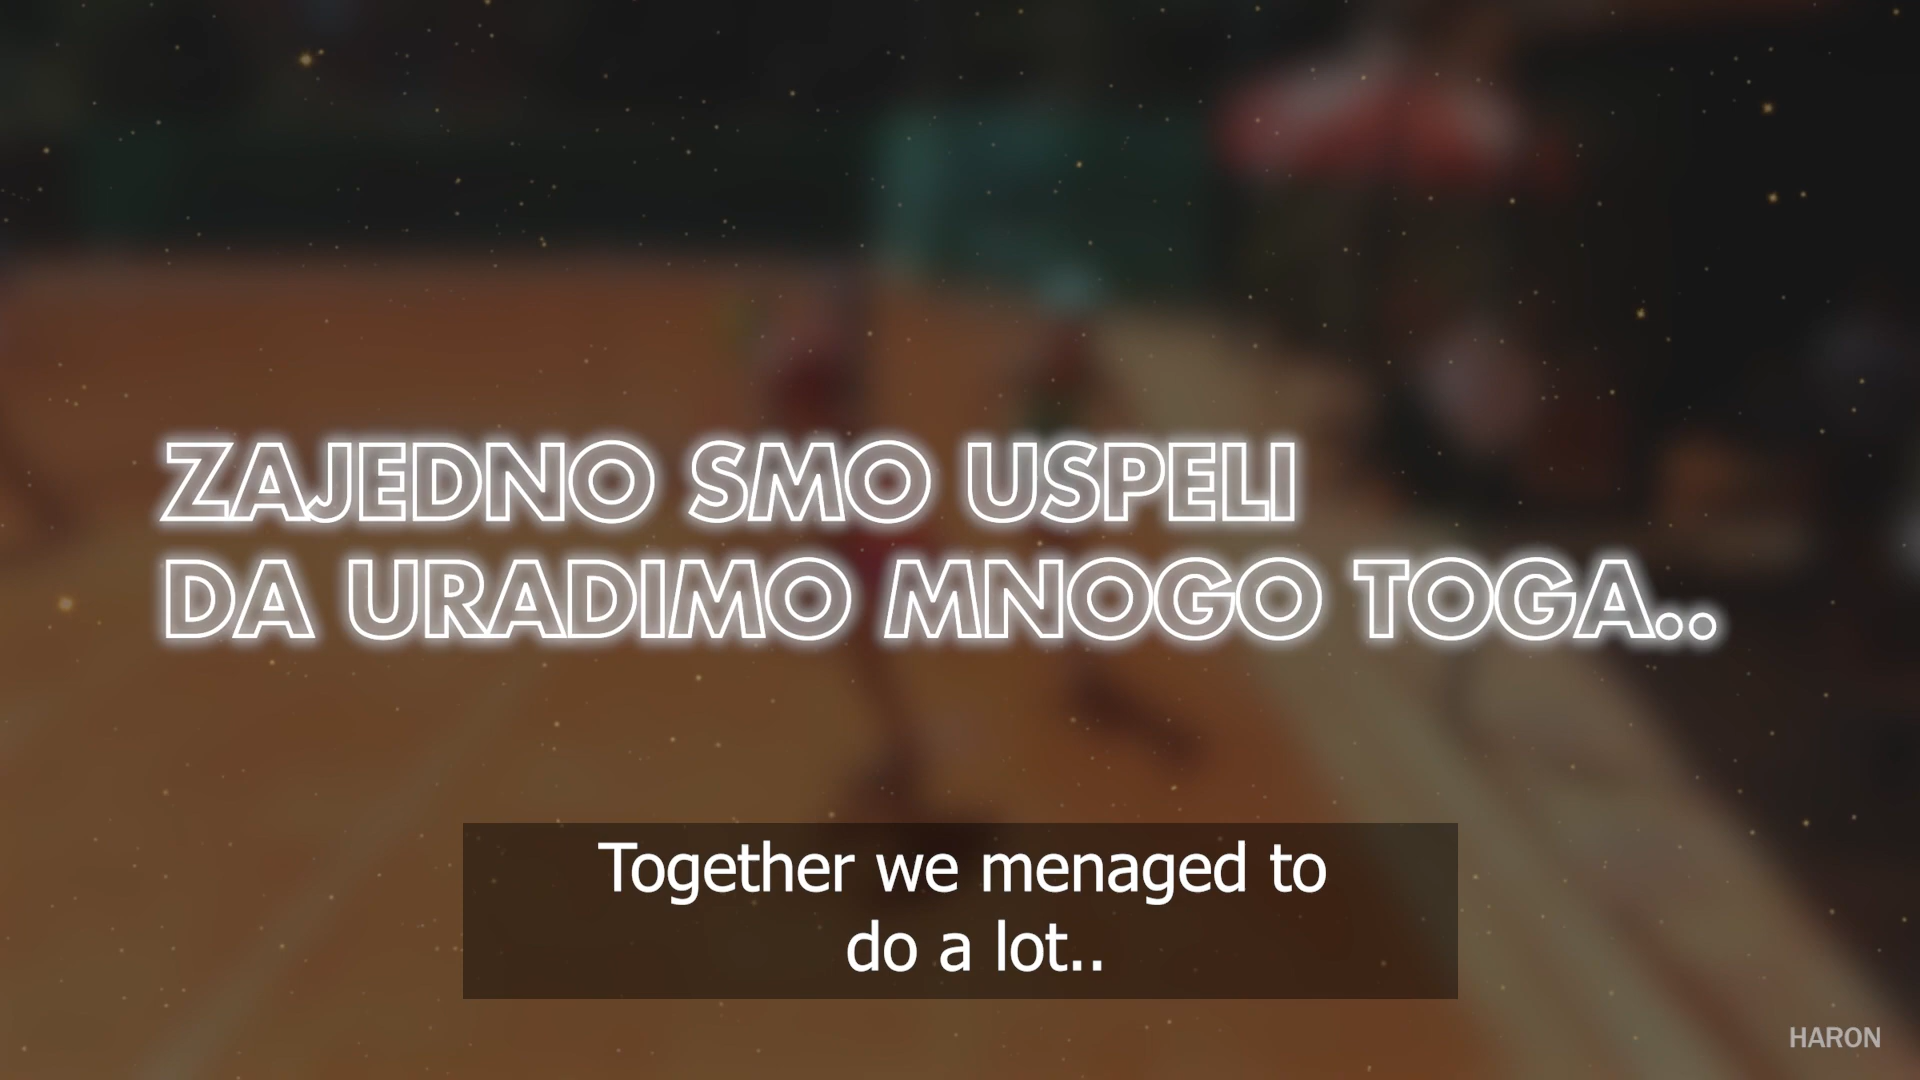 ZAJEDNO SMO USPELI
DA URADIMO MNOGO TOGA..
Together we menaged to
do a lot..
HARON